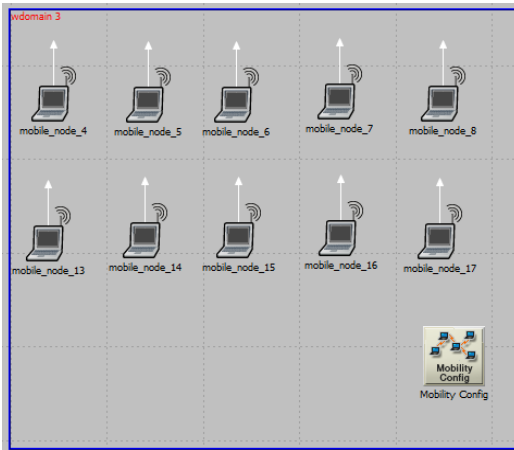 wdomain 3
mobile_node_4
mobile_node_5
mobile_node_6
mobile_node_7
mobile_node_8
mobile_node_13
mobile_node_14
mobile_node_15
mobile_node_16
mobile_node_17
Mobility
Config
Mobility Config